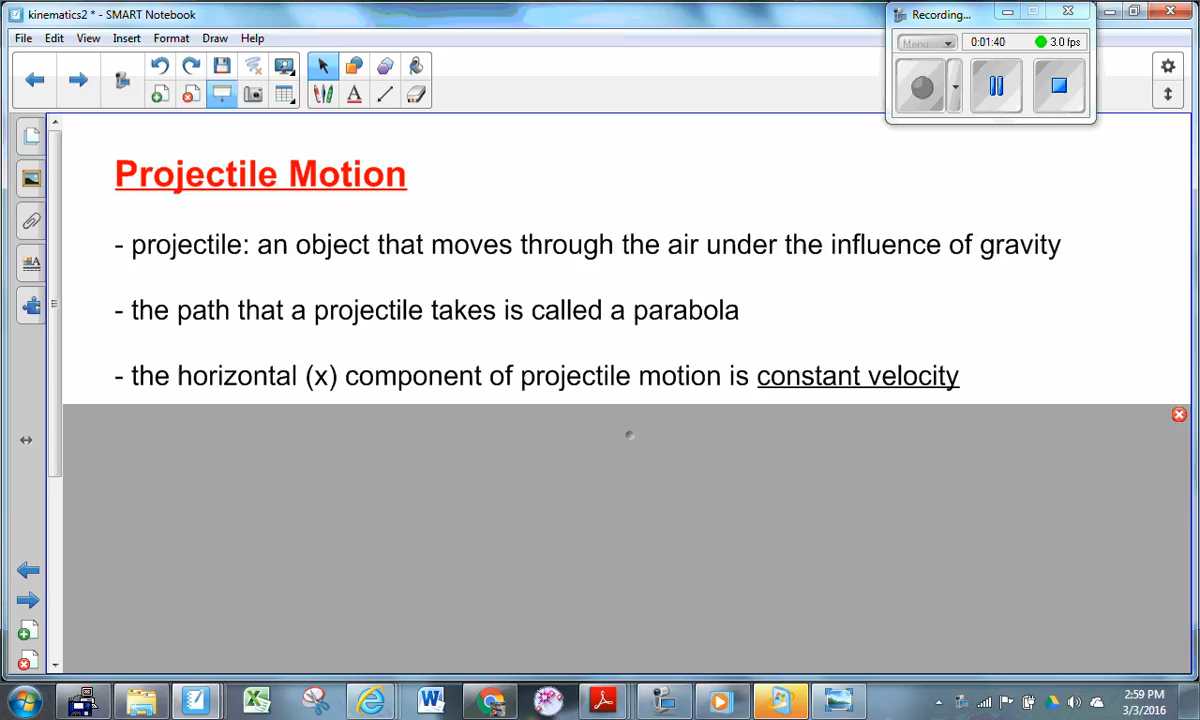 kinematics2 * - SMART Notebook
Recording...
File Edit View Insert Format Draw Help
Menu 0:01:40 3.0 fps
Projectile Motion
- projectile: an object that moves through the air under the influence of gravity
- the path that a projectile takes is called a parabola
- the horizontal (x) component of projectile motion is constant velocity
2:59 PM
3/3/2016